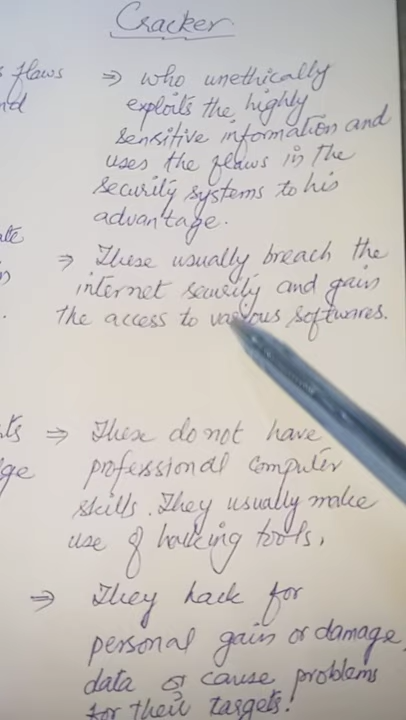 Cracker
flaws
⇒ who unethically
exploits the highly
sensitive information and
uses the flaws in the
security systems to his
advantage.
⇒ These usually breach the
internet security and gain
the access to various softwares.
⇒ These do not have
professional computer
skills. They usually make
use of hacking tools,
⇒ They hack for
personal gain or damage
data or cause problems
for their targets.